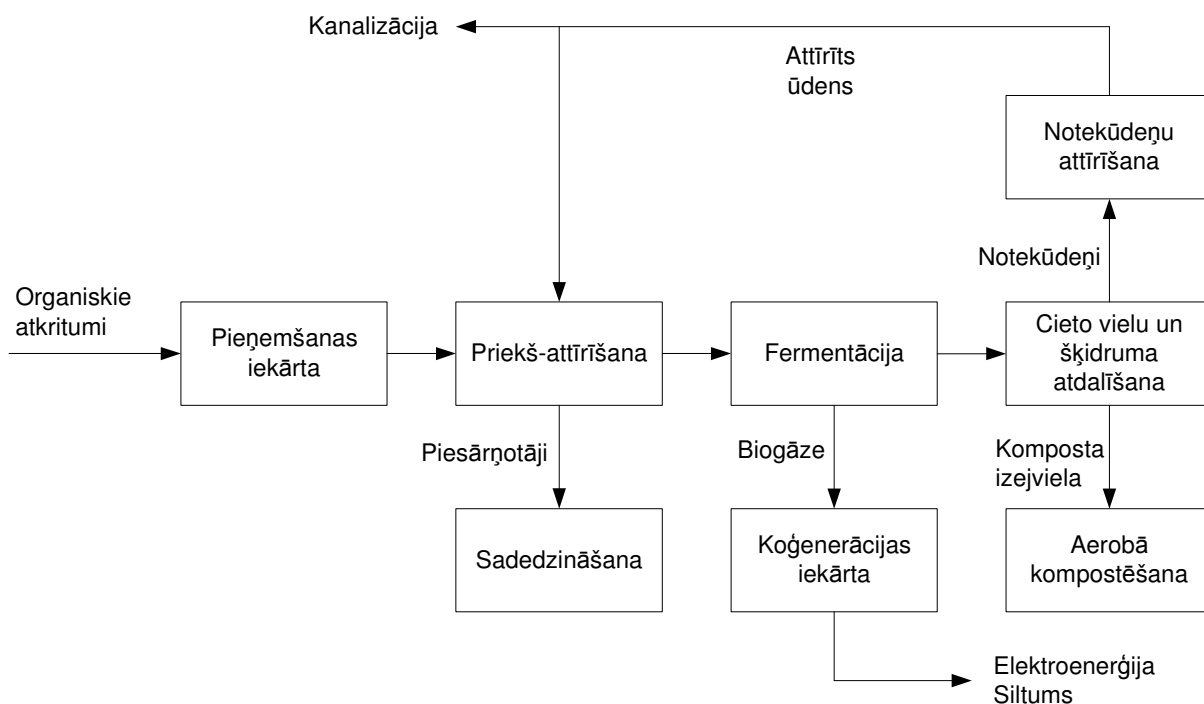 Kanalizācija
Attīrīts
ūdens
Notekūdeņu
attīrīšana
Notekūdeņi
Organiskie
atkritumi
Pieņemšanas
iekārta
Priekš-attīrīšana
Fermentācija
Cieto vielu un
šķidruma
atdalīšana
Piesārņotāji
Biogāze
Komposta
izejviela
Sadedzināšana
Koģenerācijas
iekārta
Aerobā
kompostēšana
Elektroenerģija
Siltums